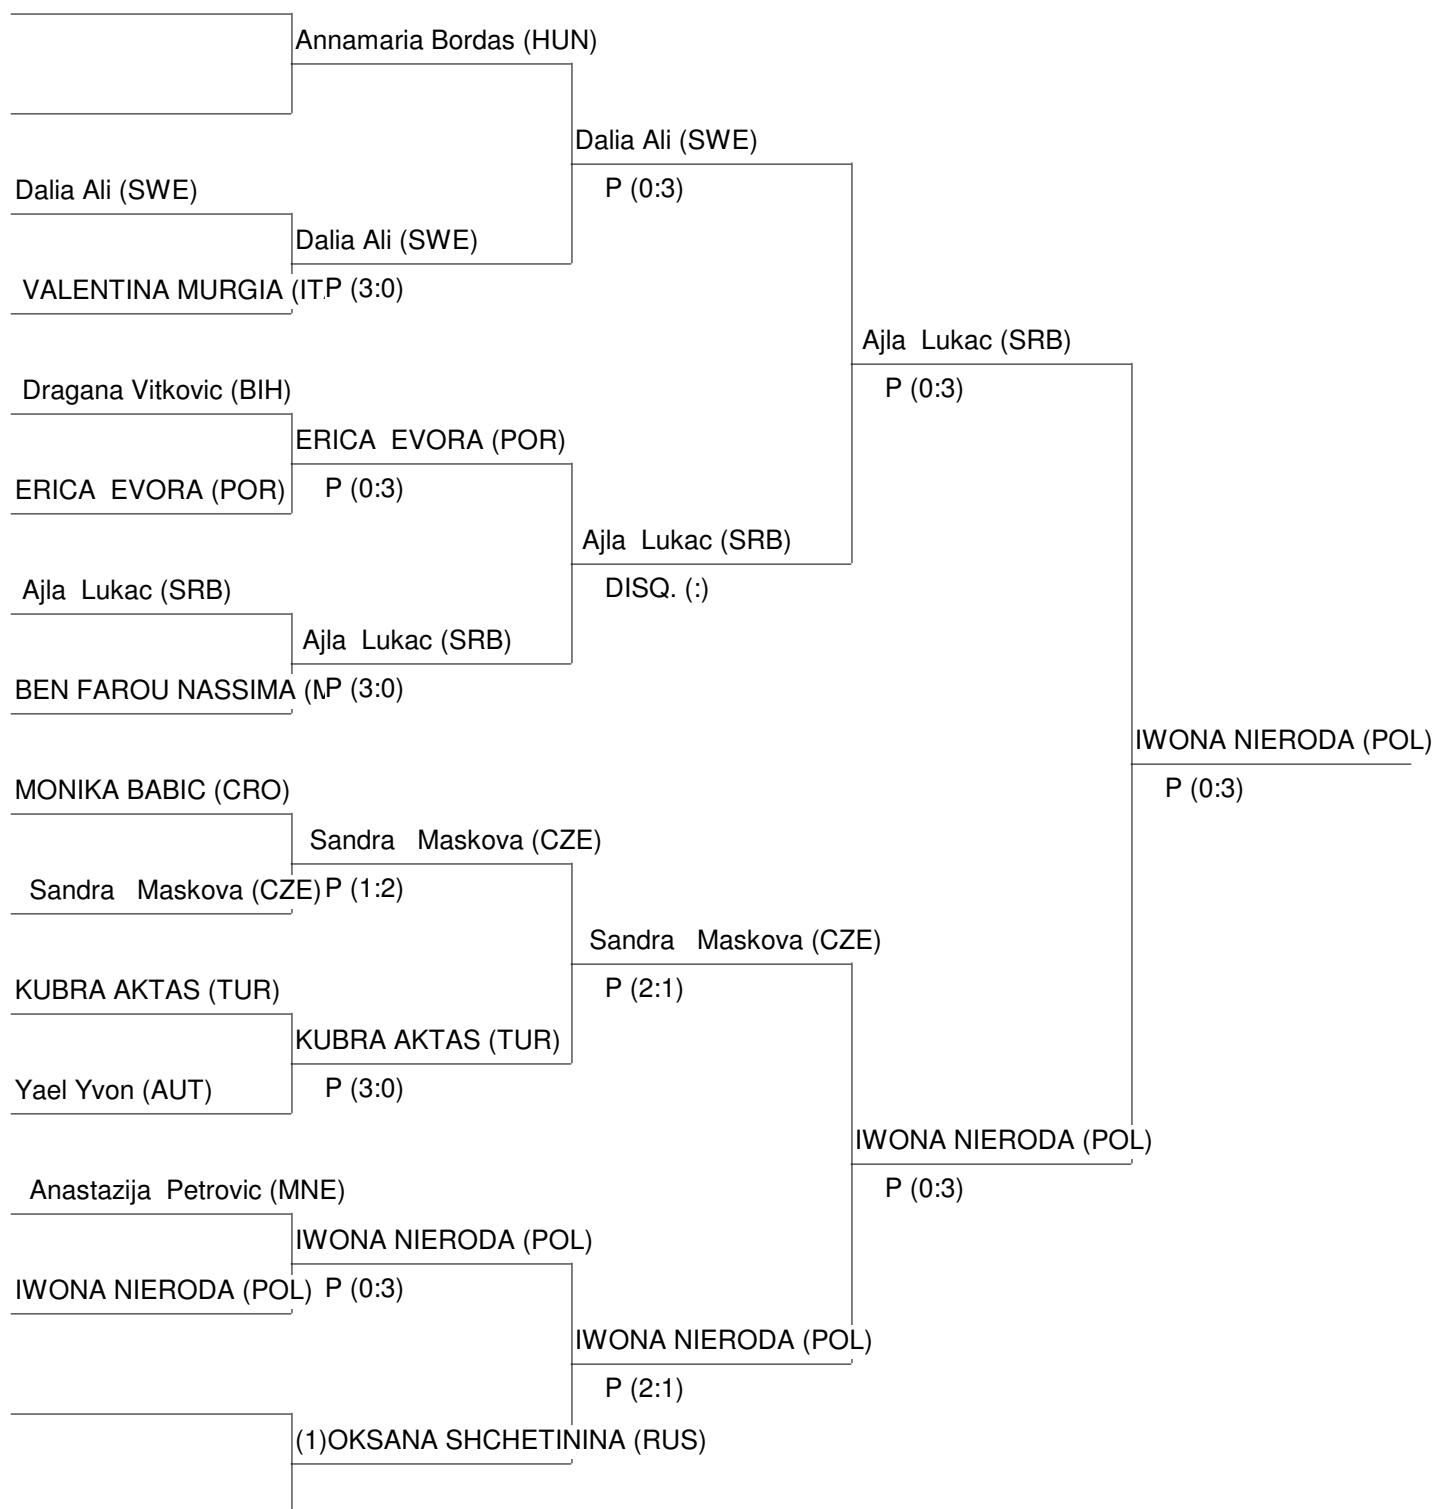 Annamaria Bordas (HUN)
Dalia Ali (SWE)
P (0:3)
Dalia Ali (SWE)
Dalia Ali (SWE)
VALENTINA MURGIA (IT
P (3:0)
Ajla Lukac (SRB)
P (0:3)
Dragana Vitkovic (BIH)
ERICA EVORA (POR)
ERICA EVORA (POR)
P (0:3)
Ajla Lukac (SRB)
DISQ. (:)
Ajla Lukac (SRB)
Ajla Lukac (SRB)
BEN FAROU NASSIMA (
P (3:0)
IWONA NIERODA (POL)
P (0:3)
MONIKA BABIC (CRO)
Sandra Maskova (CZE)
Sandra Maskova (CZE)
P (1:2)
Sandra Maskova (CZE)
P (2:1)
KUBRA AKTAS (TUR)
KUBRA AKTAS (TUR)
Yael Yvon (AUT)
P (3:0)
IWONA NIERODA (POL)
P (0:3)
Anastazija Petrovic (MNE)
IWONA NIERODA (POL)
IWONA NIERODA (POL)
P (0:3)
IWONA NIERODA (POL)
P (2:1)
(1)OKSANA SHCHETININA (RUS)